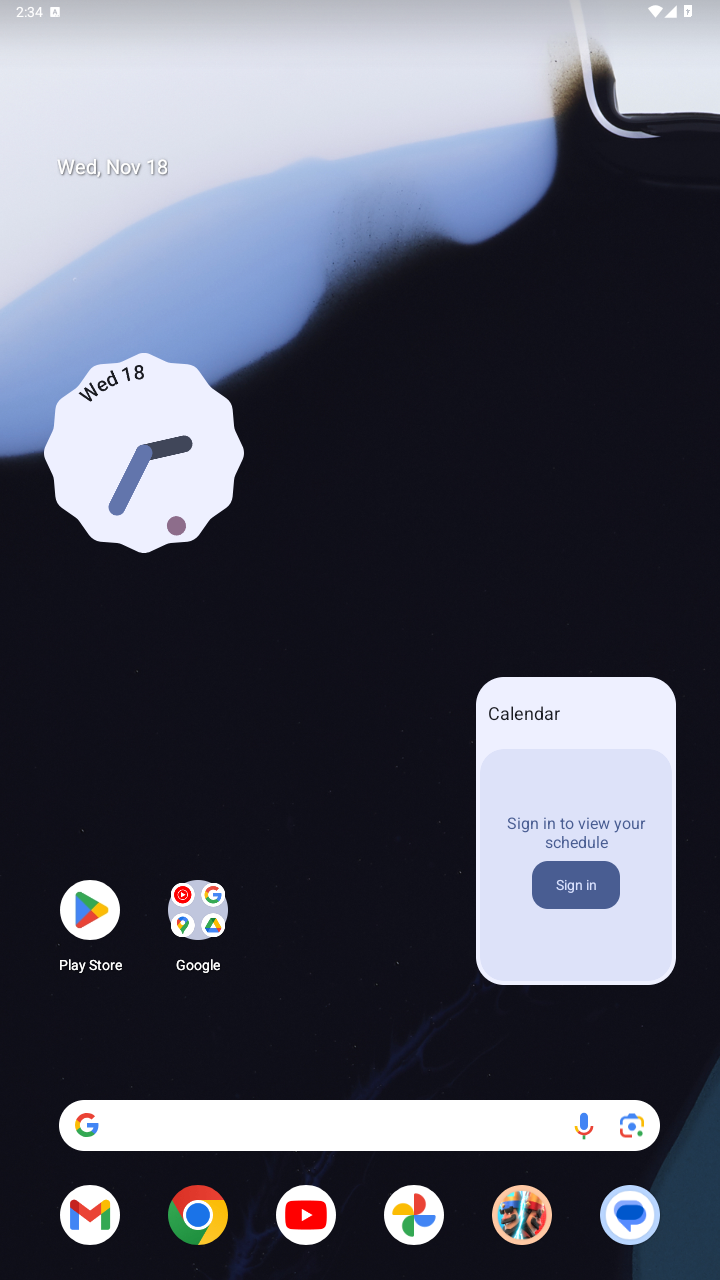 2:34
Wed, Nov 18
Wed 18
Calendar
Sign in to view your
schedule
Sign in
Play Store
Google